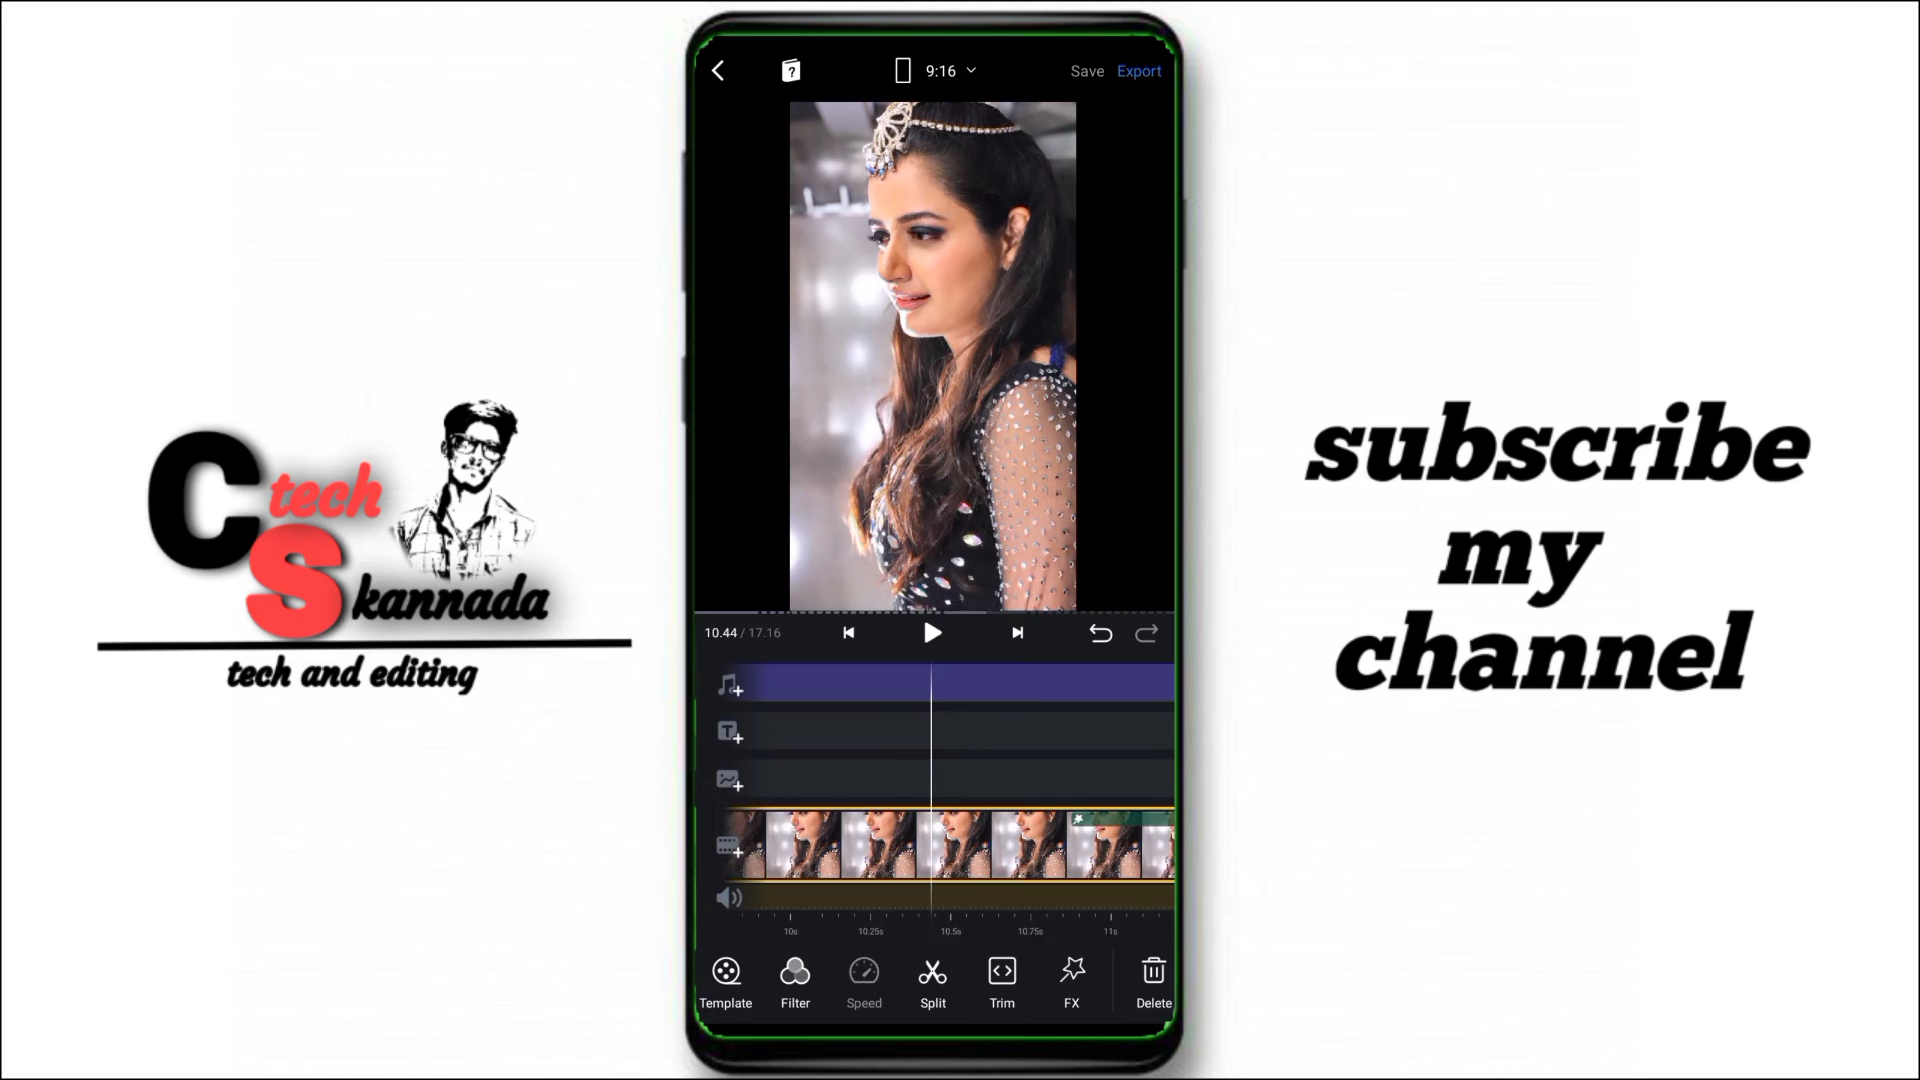 9:16
Save Export
C tech
S kannada
tech and editing
subscribe
my
channel
10.44 / 17.16
T
10s 10.25s 10.5s 10.75s 11s
Template Filter Speed Split Trim FX Delete